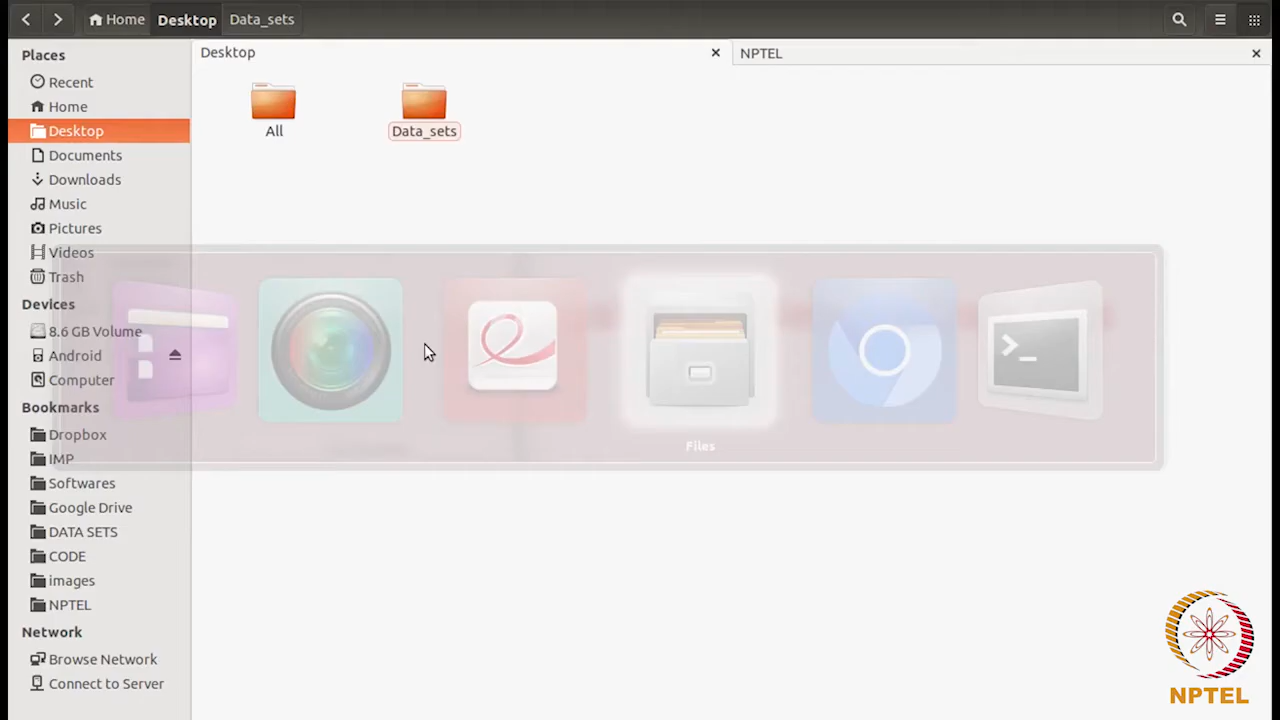 Home
Desktop
Data_sets
Places
Recent
Home
Desktop
Documents
Downloads
Music
Pictures
Videos
Trash
Devices
8.6 GB Volume
Android
Computer
Bookmarks
Dropbox
IMP
Softwares
Google Drive
DATA SETS
CODE
images
NPTEL
Network
Browse Network
Connect to Server
Desktop
NPTEL
All
Data_sets
Files
NPTEL